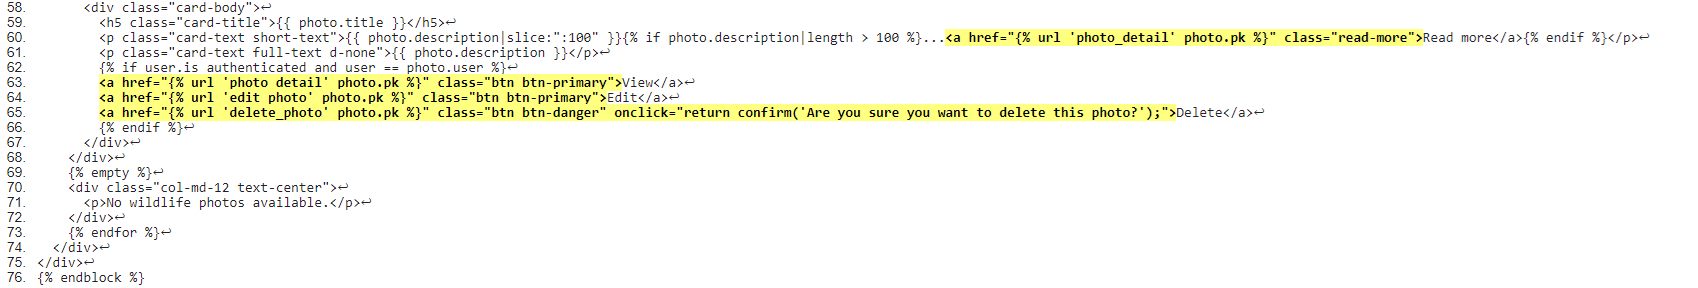 58. <div class="card-body">↩
59. <h5 class="card-title">{{ photo.title }}</h5>↩
60. <p class="card-text short-text">{{ photo.description|slice:":100" }}{% if photo.description|length > 100 %}...<a href="{% url 'photo_detail' photo.pk %}" class="read-more">Read more</a>{% endif %}</p>↩
61. <p class="card-text full-text d-none">{{ photo.description }}</p>↩
62. {% if user.is_authenticated and user == photo.user %}↩
63. <a href="{% url 'photo_detail' photo.pk %}" class="btn btn-primary">View</a>↩
64. <a href="{% url 'edit_photo' photo.pk %}" class="btn btn-primary">Edit</a>↩
65. <a href="{% url 'delete_photo' photo.pk %}" class="btn btn-danger" onclick="return confirm('Are you sure you want to delete this photo?');">Delete</a>↩
66. {% endif %}↩
67. </div>↩
68. </div>↩
69. {% empty %}↩
70. <div class="col-md-12 text-center">↩
71. <p>No wildlife photos available.</p>↩
72. </div>↩
73. {% endfor %}↩
74. </div>↩
75. </div>↩
76. {% endblock %}